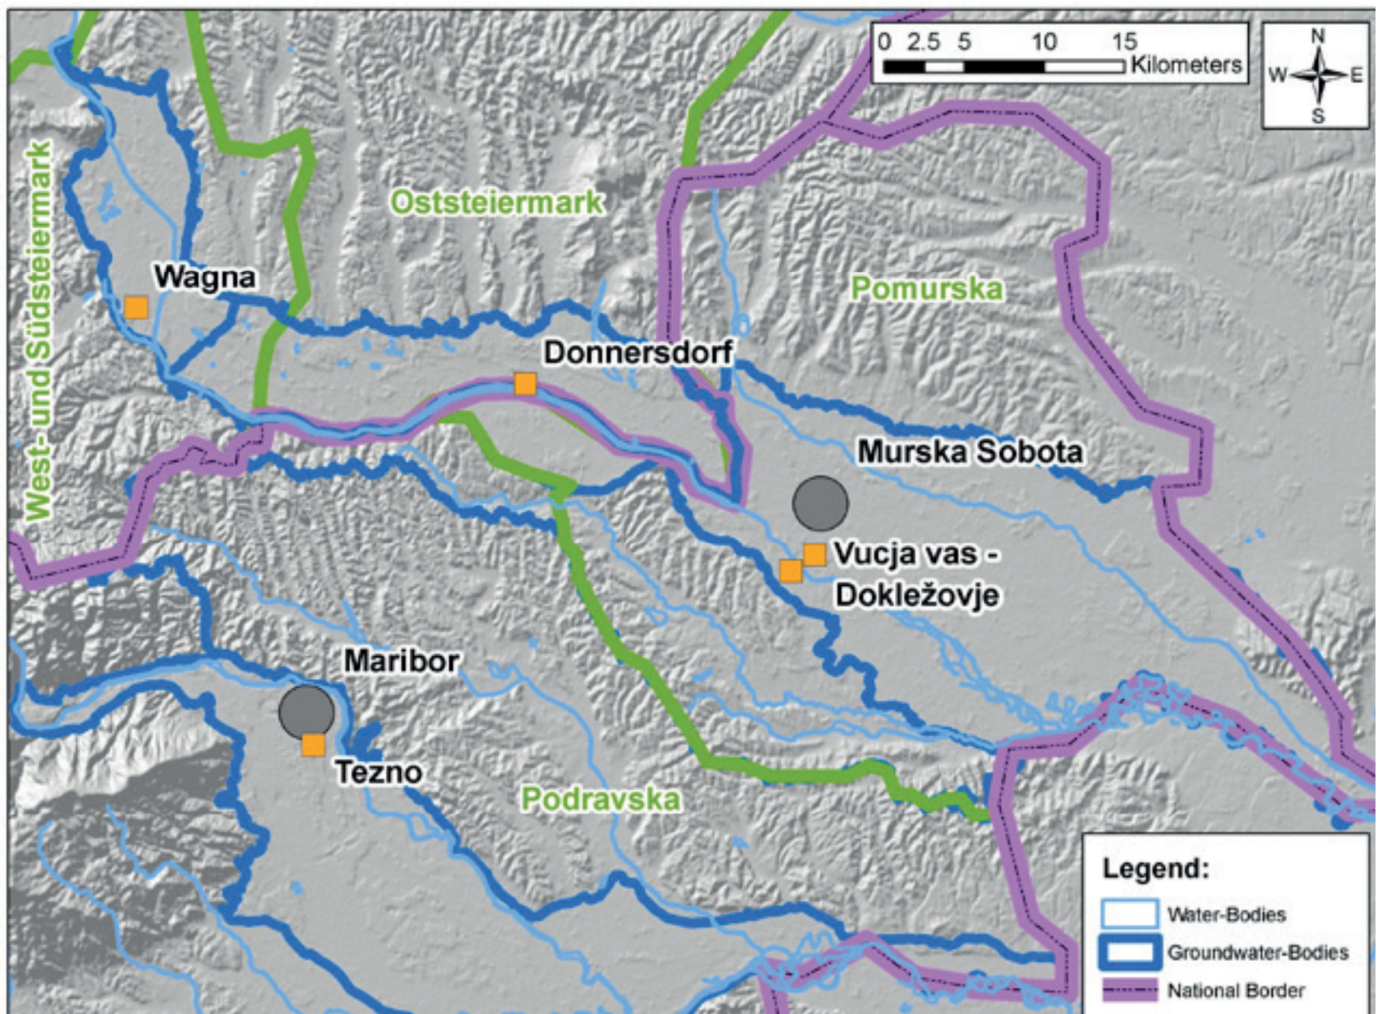 0 2.5 5 10 15
Kilometers
N
W E
S
West- und Südsteiermark
Oststeiermark
Wagna
Pomurska
Donnersdorf
Murska Sobota
Vucja vas -
Dokležovje
Maribor
Tezno
Podravska
Legend:
Water-Bodies
Groundwater-Bodies
National Border